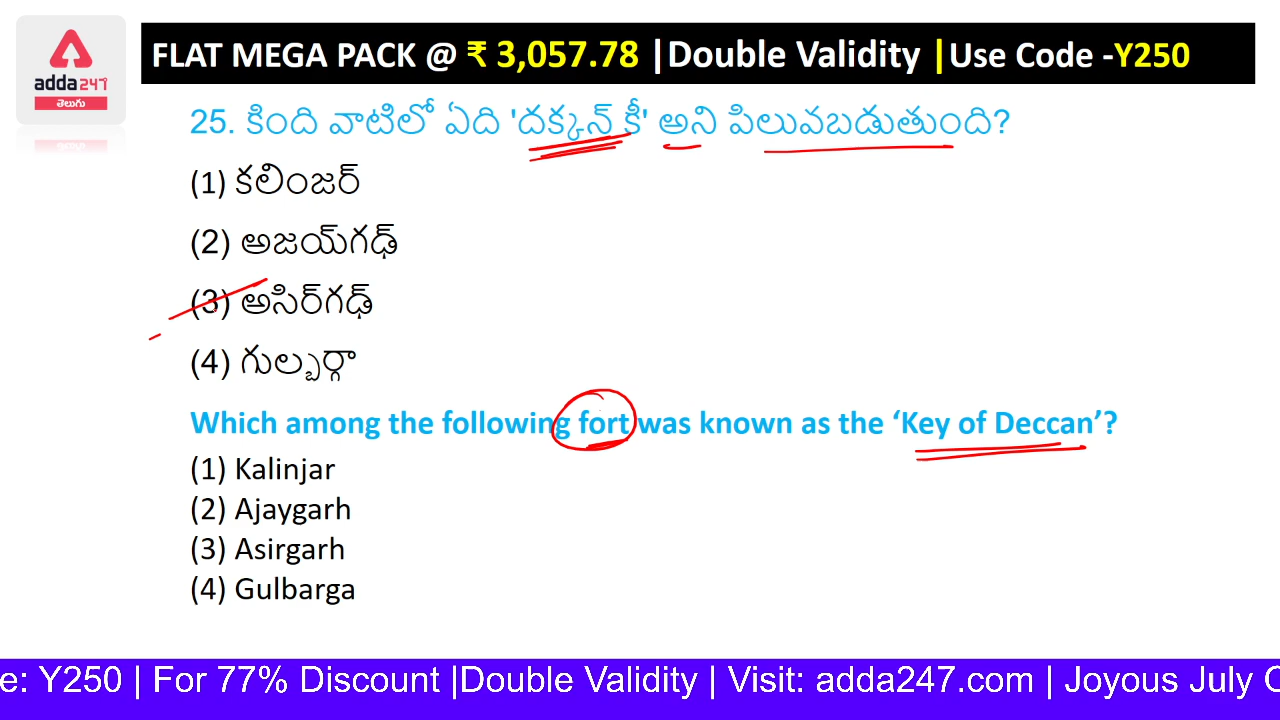 FLAT MEGA PACK @ ₹ 3,057.78 |Double Validity |Use Code -Y250
adda247
తెలుగు
25. కింది వాటిలో ఏది 'దక్కన్ కీ' అని పిలువబడుతుంది?
(1) కలింజర్
(2) అజయ్‌గఢ్
(3) అసిర్‌గఢ్
(4) గుల్బర్గా
Which among the following fort was known as the ‘Key of Deccan’?
(1) Kalinjar
(2) Ajaygarh
(3) Asirgarh
(4) Gulbarga
e: Y250 | For 77% Discount |Double Validity | Visit: adda247.com | Joyous July